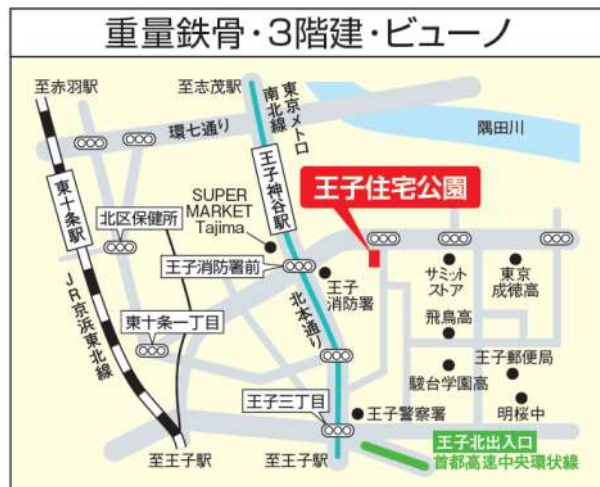 重量鉄骨・3階建・ビューノ
至赤羽駅
至志茂駅
東京メトロ
南北線
環七通り
隅田川
王子神谷駅
東十条駅
王子住宅公園
SUPER
MARKET
Tajima
北区保健所
王子消防署前
王子
消防署
サミット
ストア
東京
成徳高
北本通り
JR京浜東北線
東十条一丁目
飛鳥高
王子郵便局
駿台学園高
王子三丁目
王子警察署
明桜中
至王子駅
至王子駅
王子北出入口
首都高速中央環状線